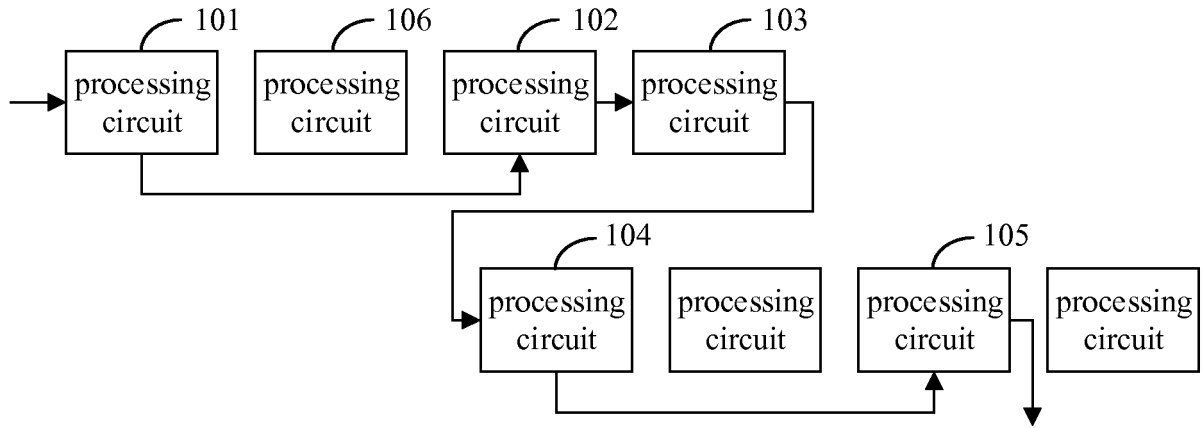 101 106 102 103
processing processing processing processing
circuit circuit circuit circuit
104 105
processing processing processing processing
circuit circuit circuit circuit